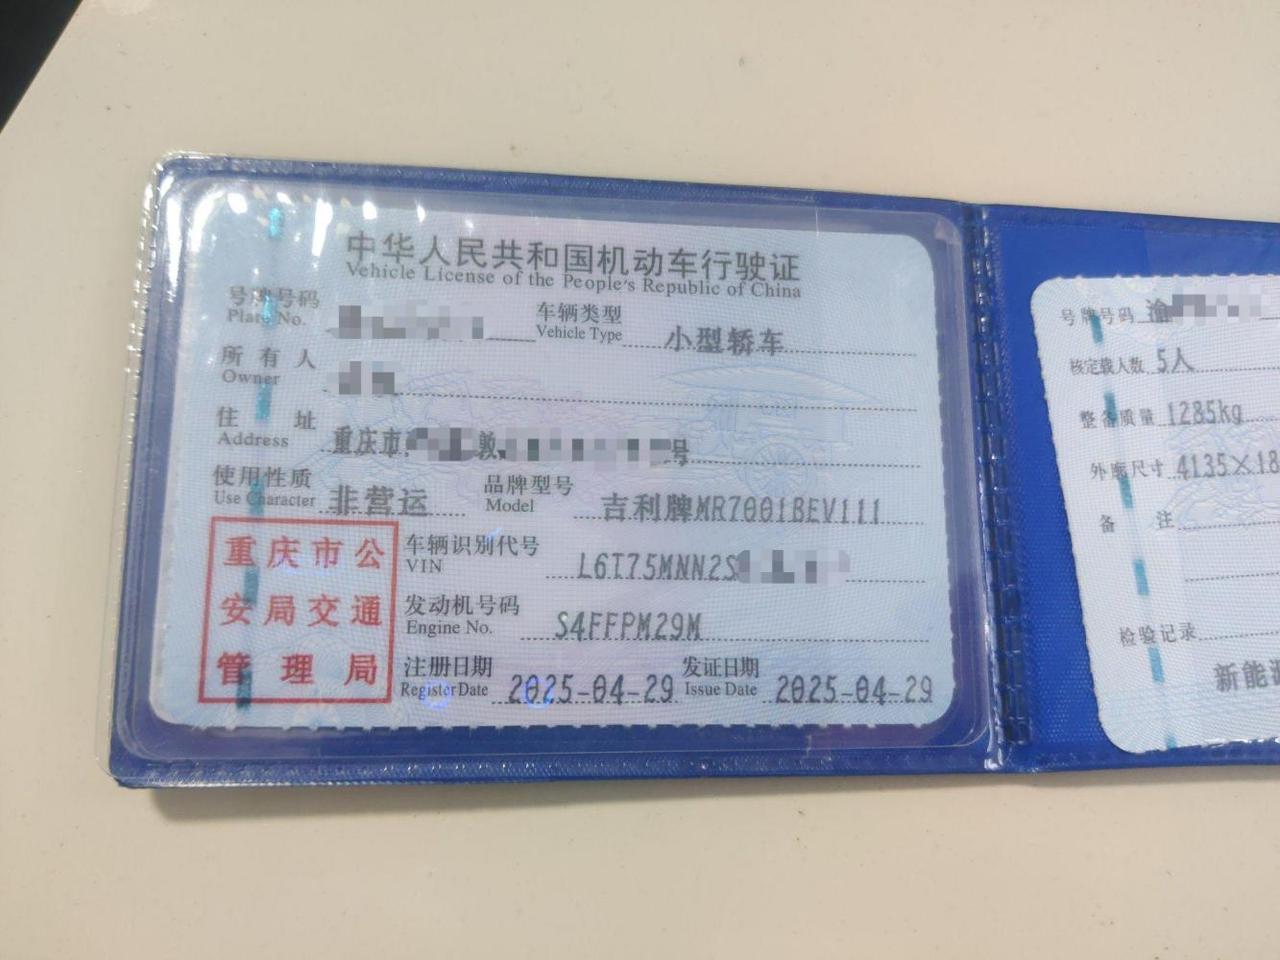 中华人民共和国机动车行驶证
Vehicle License of the People's Republic of China
号牌号码
Plate No.
车辆类型 小型轿车
Vehicle Type
所有人
Owner
住址 重庆市 敦 号
Address
使用性质 非营运
Use Character
品牌型号 吉利牌MR7001BEV111
Model
重庆市公
安局交通
管理局
车辆识别代号 L6T75MNN2S
VIN
发动机号码 S4FFPM29M
Engine No.
注册日期 2025-04-29
Register Date
发证日期 2025-04-29
Issue Date
号牌号码 渝
核定载人数 5人
整备质量 1285kg
外廓尺寸 4135×18
备注
检验记录
新能源